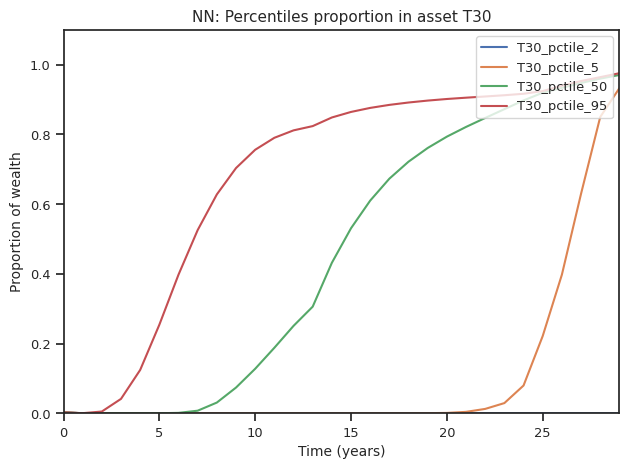 NN: Percentiles proportion in asset T30
T30_pctile_2
T30_pctile_5
T30_pctile_50
T30_pctile_95
1.0
0.8
0.6
0.4
0.2
0.0
Proportion of wealth
0 5 10 15 20 25
Time (years)